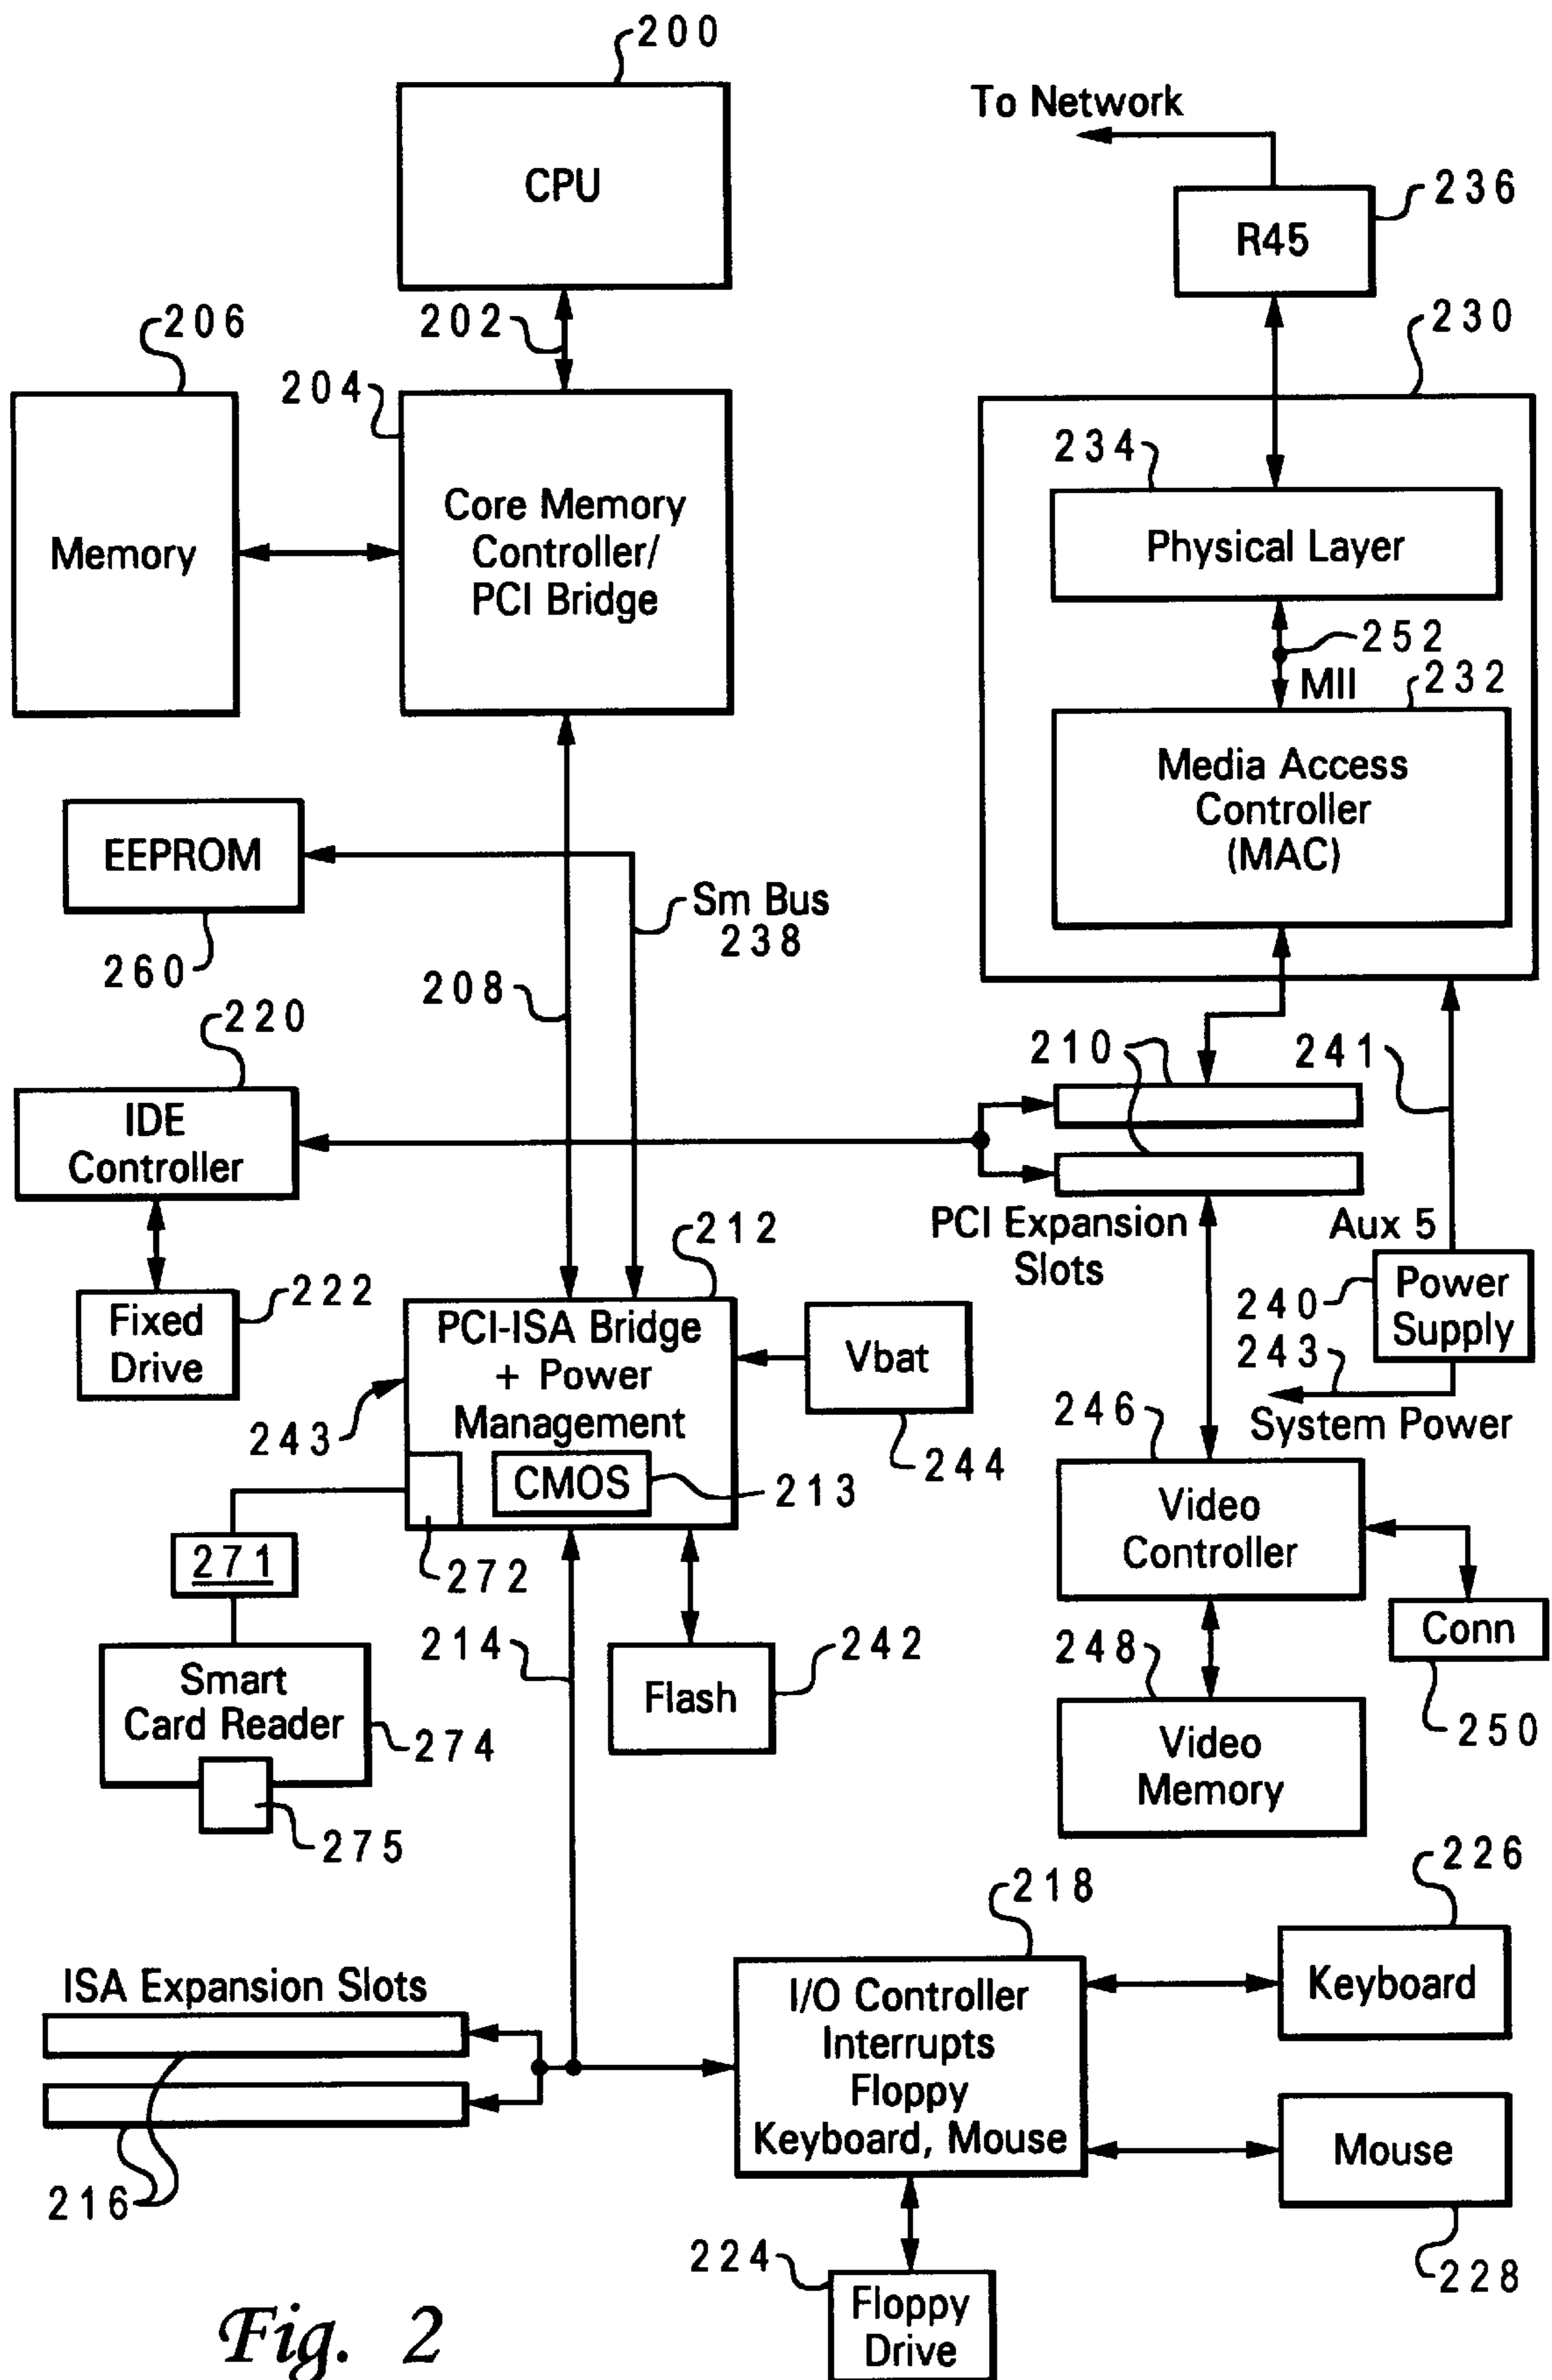 200
CPU
202
206
Memory
204
Core Memory
Controller/
PCI Bridge
To Network
236
R45
230
234
Physical Layer
252
MII
232
Media Access
Controller
(MAC)
EEPROM
260
Sm Bus
238
208
220
IDE
Controller
222
Fixed
Drive
210
PCI Expansion
Slots
241
Aux 5
240
Power
Supply
243
System Power
212
PCI-ISA Bridge
+ Power
Management
243
CMOS
213
Vbat
244
272
271
Smart
Card Reader
274
275
214
242
Flash
246
Video
Controller
Conn
250
248
Video
Memory
ISA Expansion Slots
216
218
I/O Controller
Interrupts
Floppy
Keyboard, Mouse
226
Keyboard
Mouse
228
224
Floppy
Drive
Fig. 2